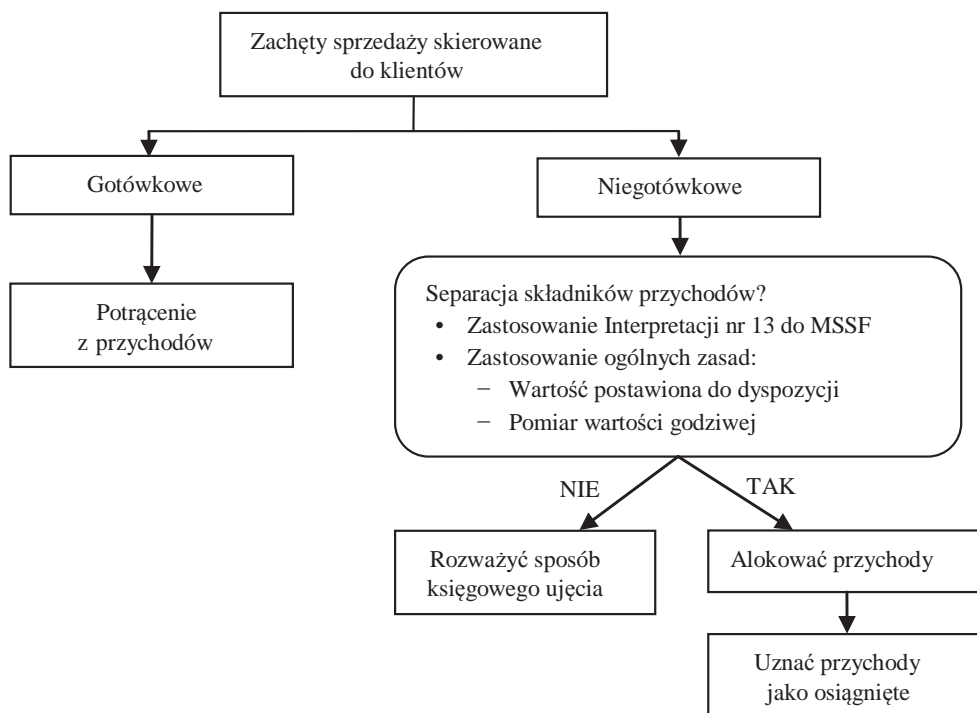 Zachęty sprzedaży skierowane
do klientów
Gotówkowe
Niegotówkowe
Potrącenie
z przychodów
Separacja składników przychodów?
• Zastosowanie Interpretacji nr 13 do MSSF
• Zastosowanie ogólnych zasad:
− Wartość postawiona do dyspozycji
− Pomiar wartości godziwej
NIE
TAK
Rozważyć sposób
księgowego ujęcia
Alokować przychody
Uznać przychody
jako osiągnięte